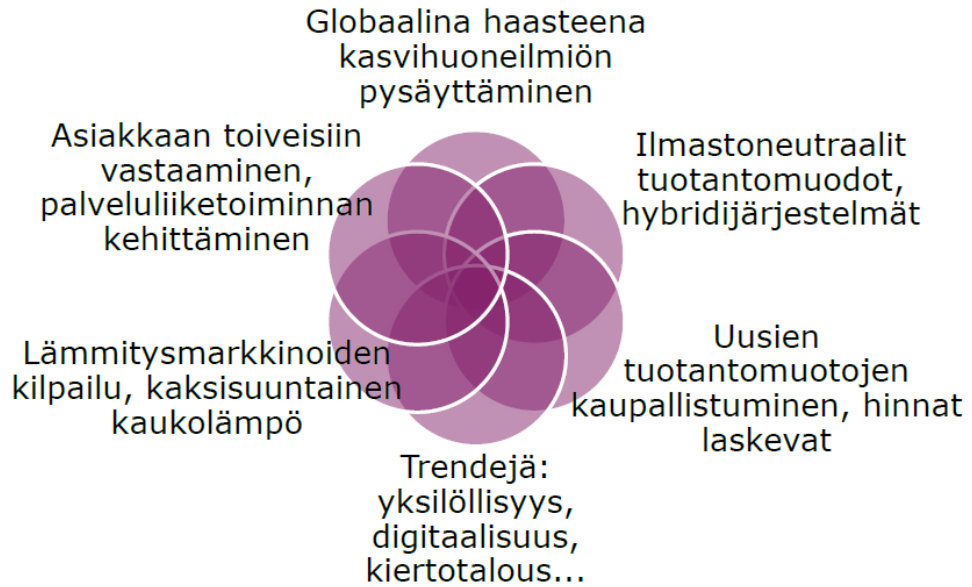 Globaalina haasteena
kasvihuoneilmiön
pysäyttäminen
Ilmastoneutraalit
tuotantomuodot,
hybridijärjestelmät
Uusien
tuotantomuotojen
kaupallistuminen, hinnat
laskevat
Trendejä:
yksilöllisyys,
digitaalisuus,
kiertotalous...
Lämmitysmarkkinoiden
kilpailu, kaksisuuntainen
kaukolämpö
Asiakkaan toiveisiin
vastaaminen,
palveluliiketoiminnan
kehittäminen